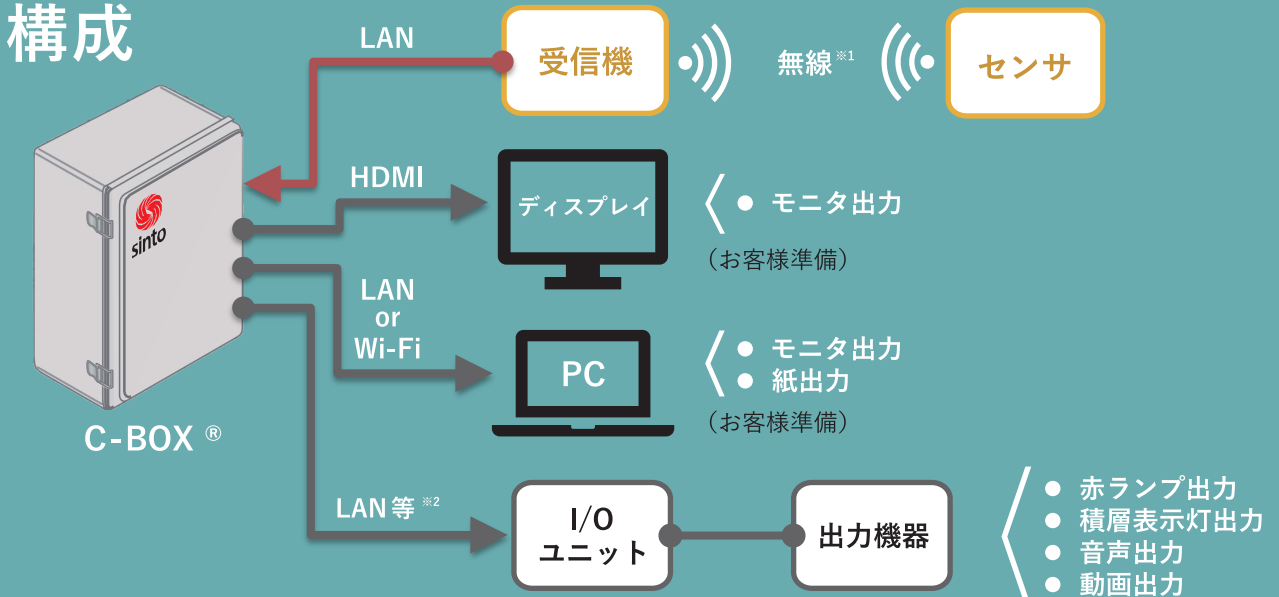 構成
LAN
受信機
無線※1
センサ
sinto
HDMI
ディスプレイ
● モニタ出力
（お客様準備）
LAN
or
Wi-Fi
PC
● モニタ出力
● 紙出力
（お客様準備）
C-BOX ®
LAN等 ※2
I/O
ユニット
出力機器
● 赤ランプ出力
● 積層表示灯出力
● 音声出力
● 動画出力